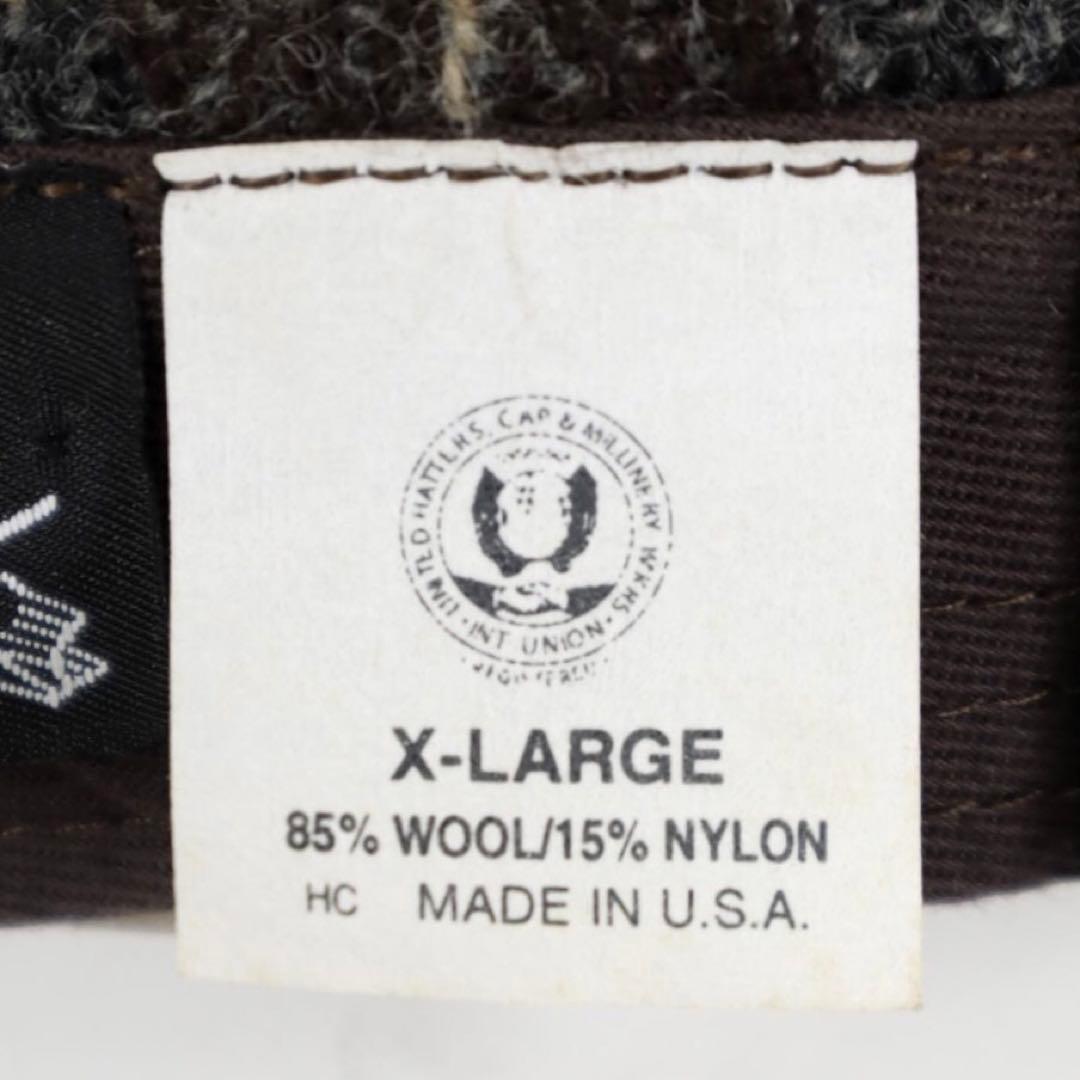 UNITED HATTERS, CAP & MILLINERY WKRS
· INT UNION ·
REGISTERED
X-LARGE
85% WOOL/15% NYLON
HC MADE IN U.S.A.